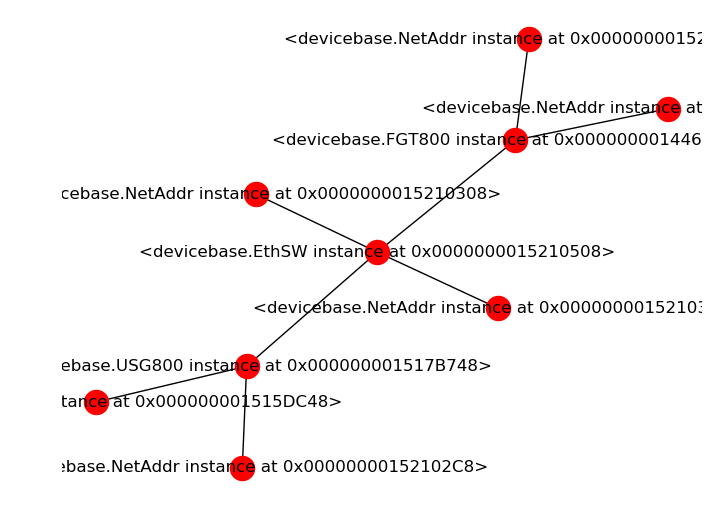 <devicebase.NetAddr instance at 0x00000000152
<devicebase.NetAddr instance at
<devicebase.FGT800 instance at 0x000000001446
cebase.NetAddr instance at 0x0000000015210308>
<devicebase.EthSW instance at 0x0000000015210508>
<devicebase.NetAddr instance at 0x00000000152103
ebase.USG800 instance at 0x000000001517B748>
tance at 0x000000001515DC48>
ebase.NetAddr instance at 0x00000000152102C8>